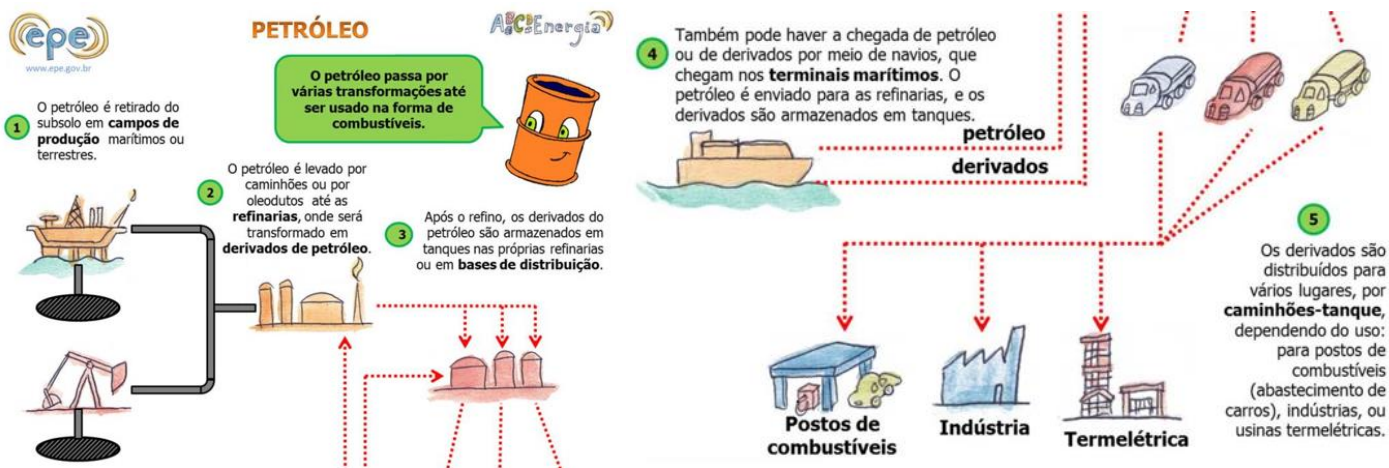 epe
www.epe.gov.br
PETRÓLEO
ABCDEnergia
O petróleo passa por
várias transformações até
ser usado na forma de
combustíveis.
1
O petróleo é retirado do
subsolo em campos de
produção marítimos ou
terrestres.
2
O petróleo é levado por
caminhões ou por
oleodutos até as
refinarias, onde será
transformado em
derivados de petróleo.
3
Após o refino, os derivados do
petróleo são armazenados em
tanques nas próprias refinarias
ou em bases de distribuição.
4
Também pode haver a chegada de petróleo
ou de derivados por meio de navios, que
chegam nos terminais marítimos. O
petróleo é enviado para as refinarias, e os
derivados são armazenados em tanques.
petróleo
derivados
5
Os derivados são
distribuídos para
vários lugares, por
caminhões-tanque,
dependendo do uso:
para postos de
combustíveis
(abastecimento de
carros), indústrias, ou
usinas termelétricas.
Postos de
combustíveis
Indústria
Termelétrica